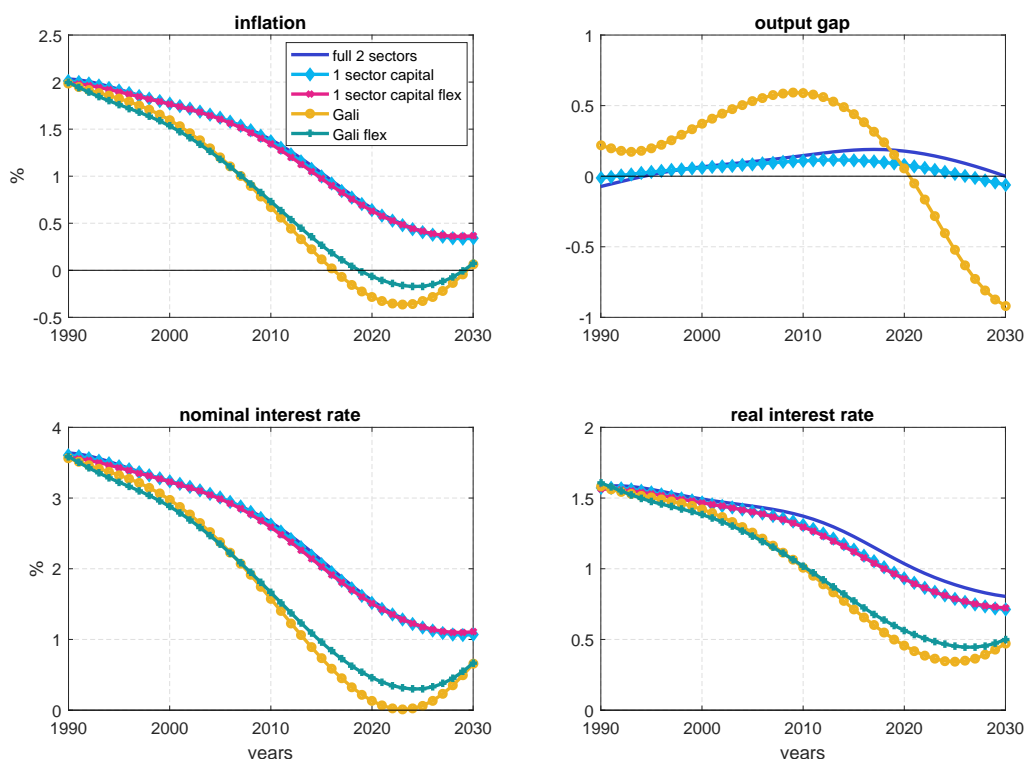 inflation
2.5
2
1.5
1
0.5
0
-0.5
%
1990 2000 2010 2020 2030
full 2 sectors
1 sector capital
1 sector capital flex
Gali
Gali flex
output gap
1
0.5
0
-0.5
-1
1990 2000 2010 2020 2030
nominal interest rate
4
3
2
1
0
%
1990 2000 2010 2020 2030
years
real interest rate
2
1.5
1
0.5
0
1990 2000 2010 2020 2030
years